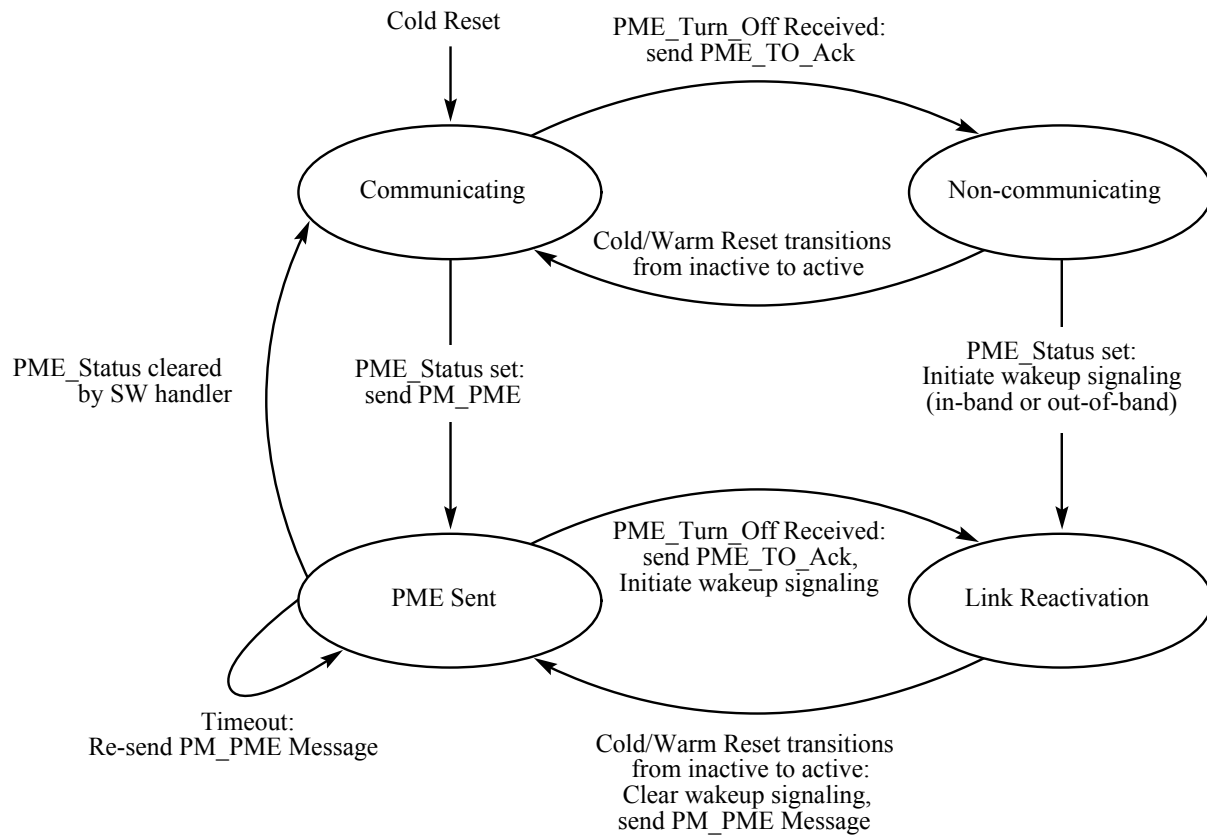 Cold Reset
PME_Turn_Off Received:
send PME_TO_Ack
Communicating
Non-communicating
Cold/Warm Reset transitions
from inactive to active
PME_Status cleared
by SW handler
PME_Status set:
send PM_PME
PME_Status set:
Initiate wakeup signaling
(in-band or out-of-band)
PME_Turn_Off Received:
send PME_TO_Ack,
Initiate wakeup signaling
PME Sent
Link Reactivation
Timeout:
Re-send PM_PME Message
Cold/Warm Reset transitions
from inactive to active:
Clear wakeup signaling,
send PM_PME Message